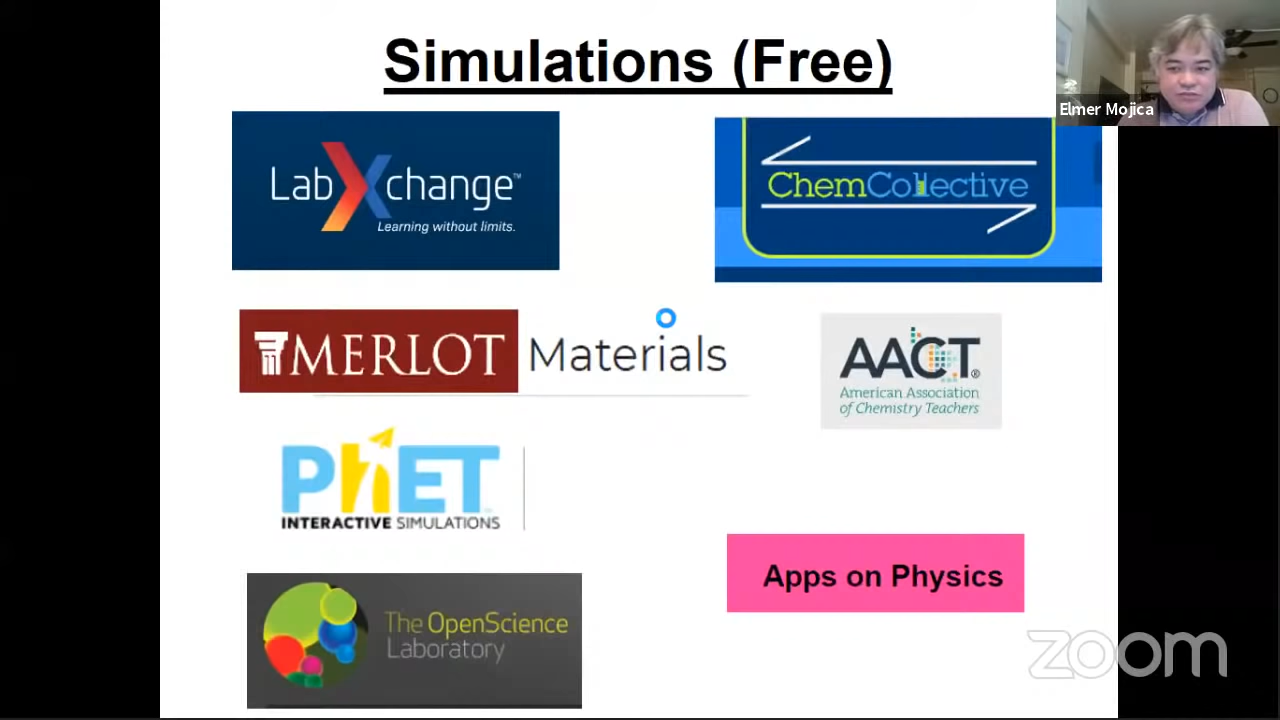 Simulations (Free)
Elmer Mojica
LabXchange™
Learning without limits.
ChemCollective
MERLOT Materials
AACT®
American Association
of Chemistry Teachers
PhET
INTERACTIVE SIMULATIONS
Apps on Physics
The OpenScience
Laboratory
zoom